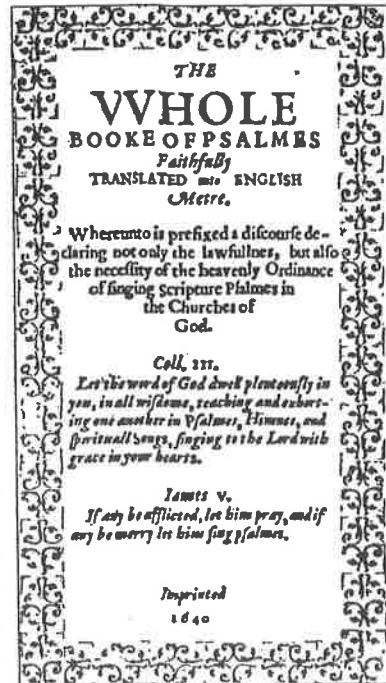 THE
VVHOLE
BOOKE OF PSALMES
Faithfully
TRANSLATED into ENGLISH
Metre.
Whereunto is prefixed a discourse de-
claring not only the lawfullnes, but also
the necessity of the heavenly Ordinance
of singing Scripture Psalmes in
the Churches of
God.
Coll. III.
Let the word of God dwell plenteously in
you, in all wisdome, teaching and exhort-
ing one another in Psalmes, Himnes, and
spirituall Songs, singing to the Lord with
grace in your hearts.
Iames V.
If any be afflicted, let him pray, and if
any be merry let him sing psalmes.
Imprinted
1640